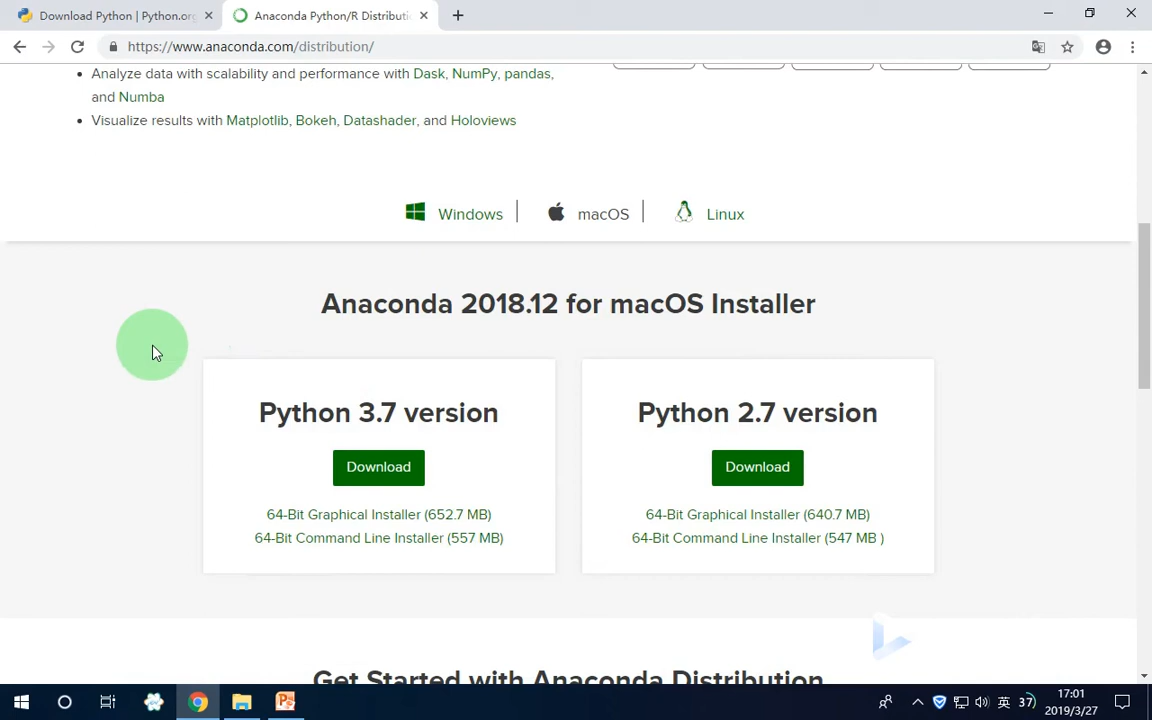 Download Python | Python.org
Anaconda Python/R Distributi
https://www.anaconda.com/distribution/
Analyze data with scalability and performance with Dask, NumPy, pandas,
and Numba
Visualize results with Matplotlib, Bokeh, Datashader, and Holoviews
Windows
macOS
Linux
Anaconda 2018.12 for macOS Installer
Python 3.7 version
Download
64-Bit Graphical Installer (652.7 MB)
64-Bit Command Line Installer (557 MB)
Python 2.7 version
Download
64-Bit Graphical Installer (640.7 MB)
64-Bit Command Line Installer (547 MB )
Get Started with Anaconda Distribution
英
37
17:01
2019/3/27